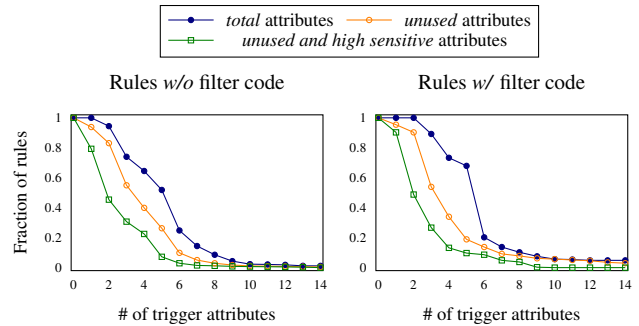 total attributes unused attributes
unused and high sensitive attributes
Rules w/o filter code
Fraction of rules
1
0.8
0.6
0.4
0.2
0
0 2 4 6 8 10 12 14
# of trigger attributes
Rules w/ filter code
1
0.8
0.6
0.4
0.2
0
0 2 4 6 8 10 12 14
# of trigger attributes